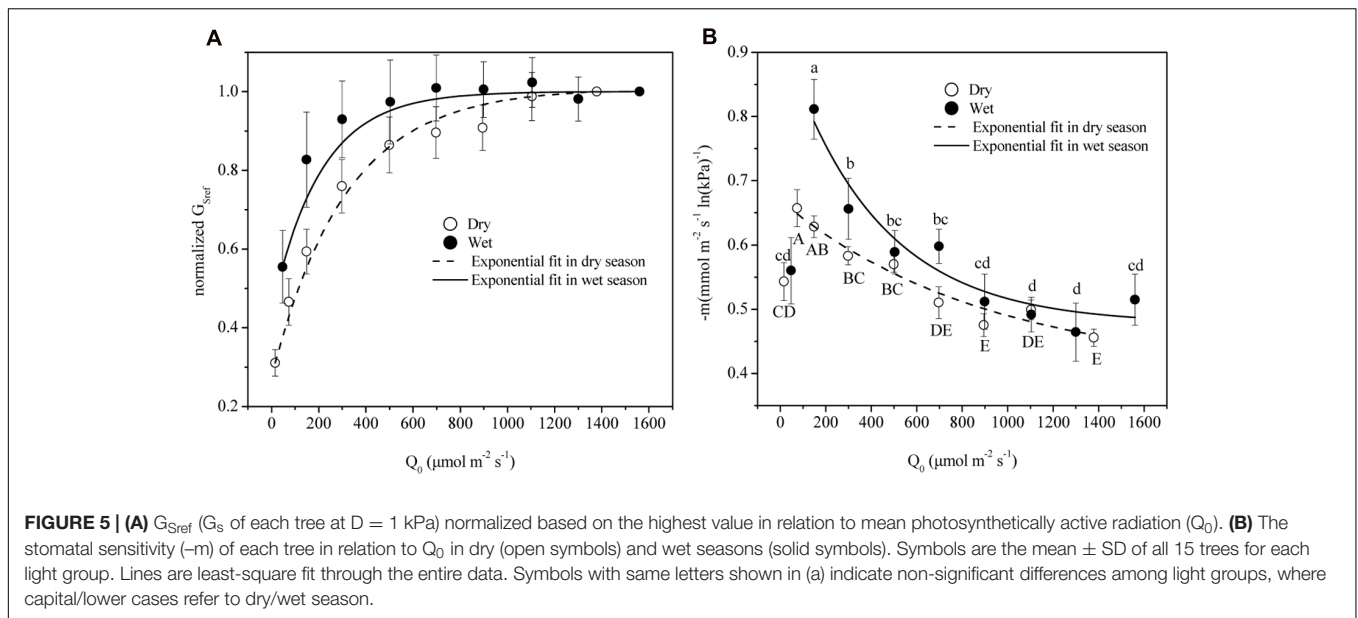 A
normalized G_Sref
1.0
0.8
0.6
0.4
0.2
0 200 400 600 800 1000 1200 1400 1600
Q₀ (μmol m⁻² s⁻¹)
Dry
Wet
Exponential fit in dry season
Exponential fit in wet season
B
-m(mmol m⁻² s⁻¹ ln(kPa)⁻¹)
0.9
0.8
0.7
0.6
0.5
0.4
0 200 400 600 800 1000 1200 1400 1600
Q₀ (μmol m⁻² s⁻¹)
Dry
Wet
Exponential fit in dry season
Exponential fit in wet season
cd a b bc bc cd d d cd
CD A AB BC BC DE E DE E
FIGURE 5 | (A) G_Sref (G_s of each tree at D = 1 kPa) normalized based on the highest value in relation to mean photosynthetically active radiation (Q₀). (B) The
stomatal sensitivity (–m) of each tree in relation to Q₀ in dry (open symbols) and wet seasons (solid symbols). Symbols are the mean ± SD of all 15 trees for each
light group. Lines are least-square fit through the entire data. Symbols with same letters shown in (a) indicate non-significant differences among light groups, where
capital/lower cases refer to dry/wet season.